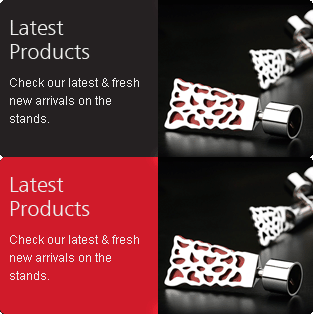 Latest
Products
Check our latest & fresh
new arrivals on the
stands.
Latest
Products
Check our latest & fresh
new arrivals on the
stands.